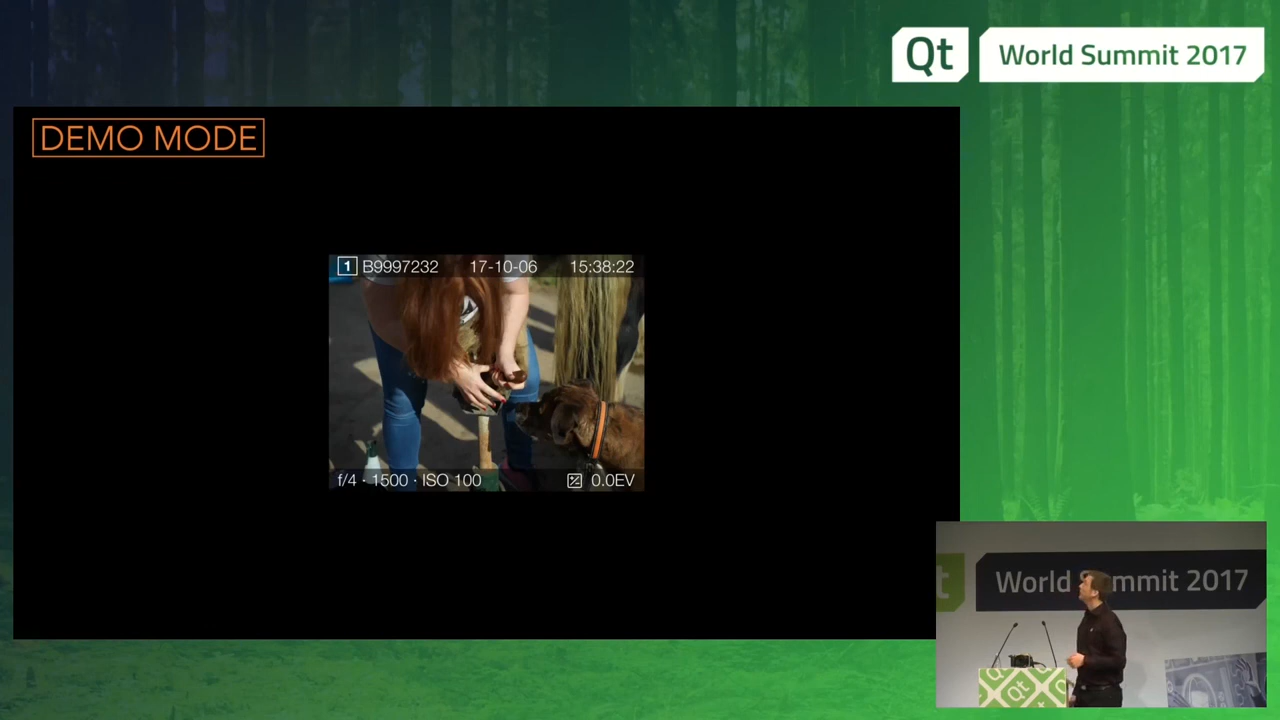 Qt World Summit 2017
DEMO MODE
1 B9997232 17-10-06 15:38:22
f/4 · 1500 · ISO 100 0.0EV
t World Summit 2017
Qt